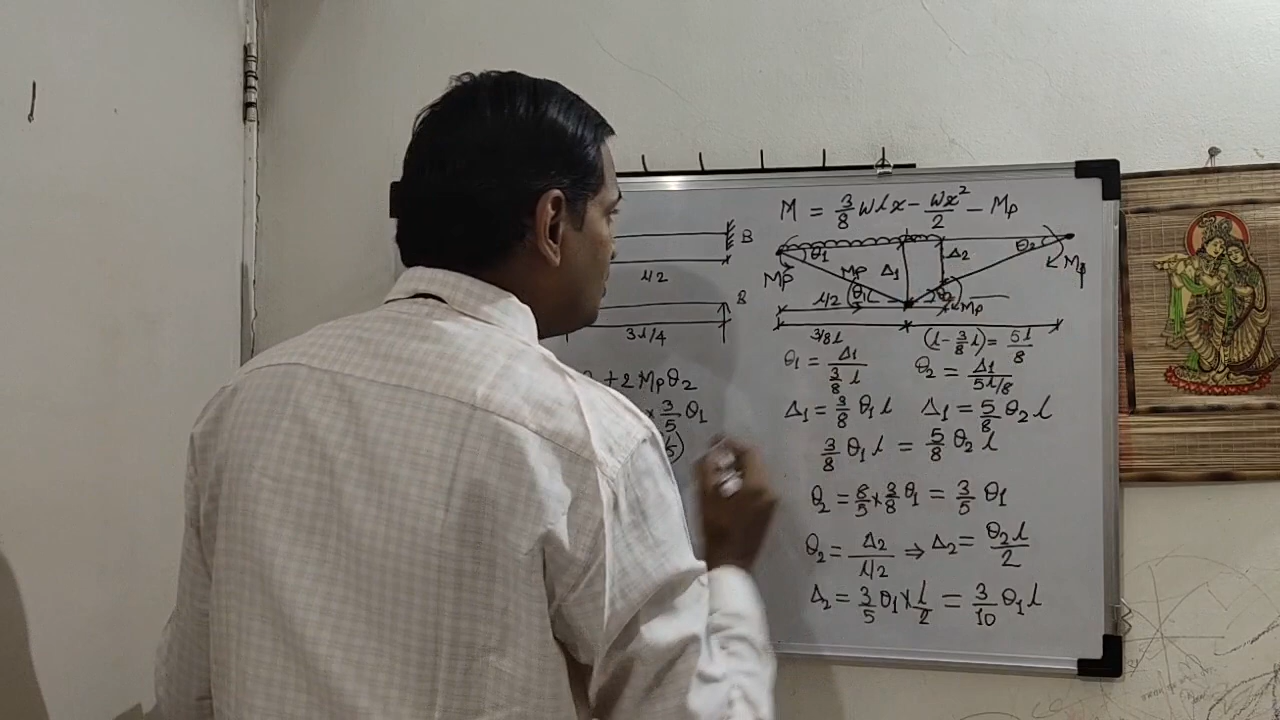 M = 3/8 wlx - wx²/2 - Mp
B
l/2
B
3l/4
θ1
θ2
Mp
Mp
Δ1
Δ2
Mp
l/2
θ1
θ2
Mp
3/8 l
(l - 3/8 l) = 5l/8
+ 2 Mpθ2
× 3/5 θ1
θ1 = Δ1 / (3/8 l)
θ2 = Δ1 / (5l/8)
Δ1 = 3/8 θ1 l
Δ1 = 5/8 θ2 l
3/8 θ1 l = 5/8 θ2 l
θ2 = 8/5 × 3/8 θ1 = 3/5 θ1
θ2 = Δ2 / (l/2) ⇒ Δ2 = θ2 l / 2
Δ2 = 3/5 θ1 × l/2 = 3/10 θ1 l